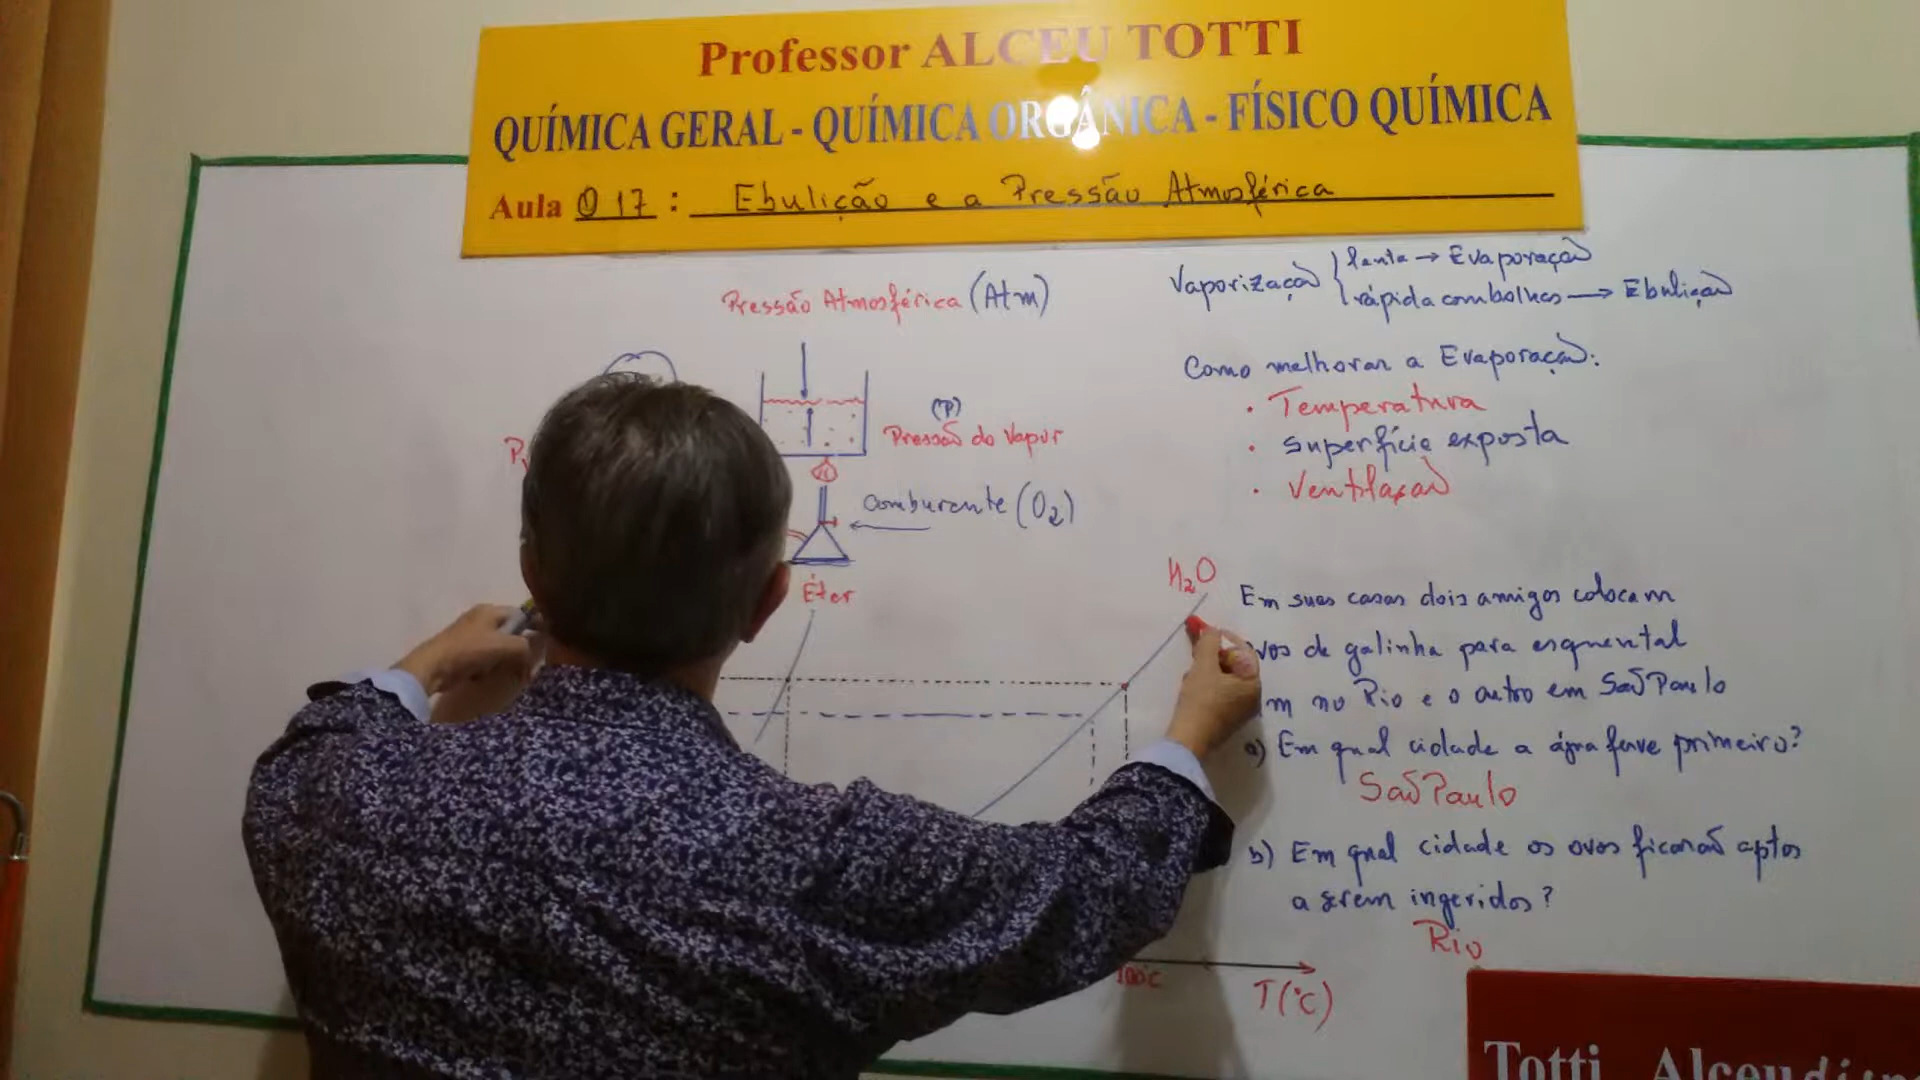 Professor ALCEU TOTTI
QUÍMICA GERAL - QUÍMICA ORGÂNICA - FÍSICO QUÍMICA
Aula 017 : Ebulição e a Pressão Atmosférica
Pressão Atmosférica (Atm)
(P)
Pressão do Vapor
comburente (O₂)
Éter
H₂O
100°C
T(°C)
Vaporização
lenta → Evaporação
rápida com bolhas → Ebulição
Como melhorar a Evaporação:
· Temperatura
· superfície exposta
· Ventilação
Em suas casas dois amigos colocam
vos de galinha para esquentar
m no Rio e o outro em São Paulo
a) Em qual cidade a água ferve primeiro?
São Paulo
b) Em qual cidade os ovos ficarão aptos
a serem ingeridos?
Rio
Totti